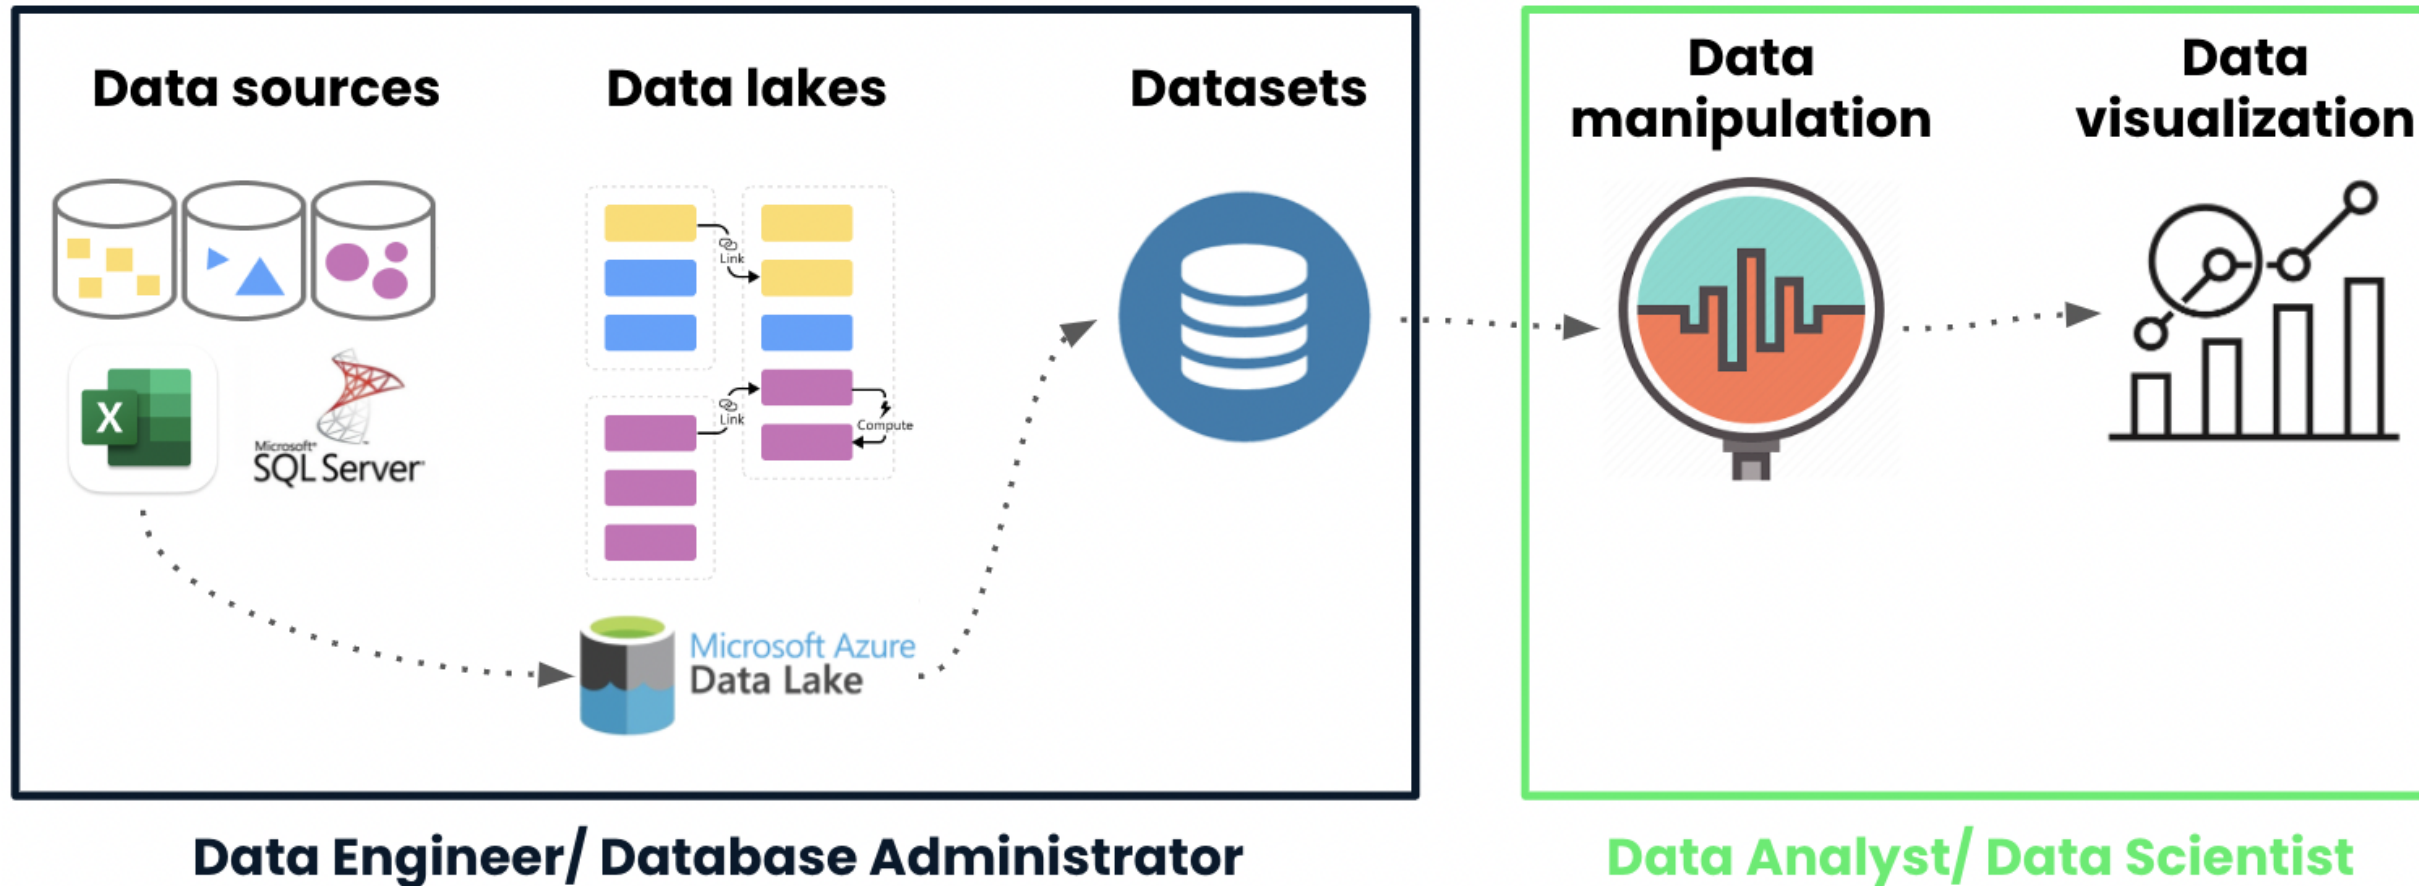 Data sources
Data lakes
Datasets
Data
manipulation
Data
visualization
Link
Link
Compute
X
Microsoft®
SQL Server®
Microsoft Azure
Data Lake
Data Engineer/ Database Administrator
Data Analyst/ Data Scientist